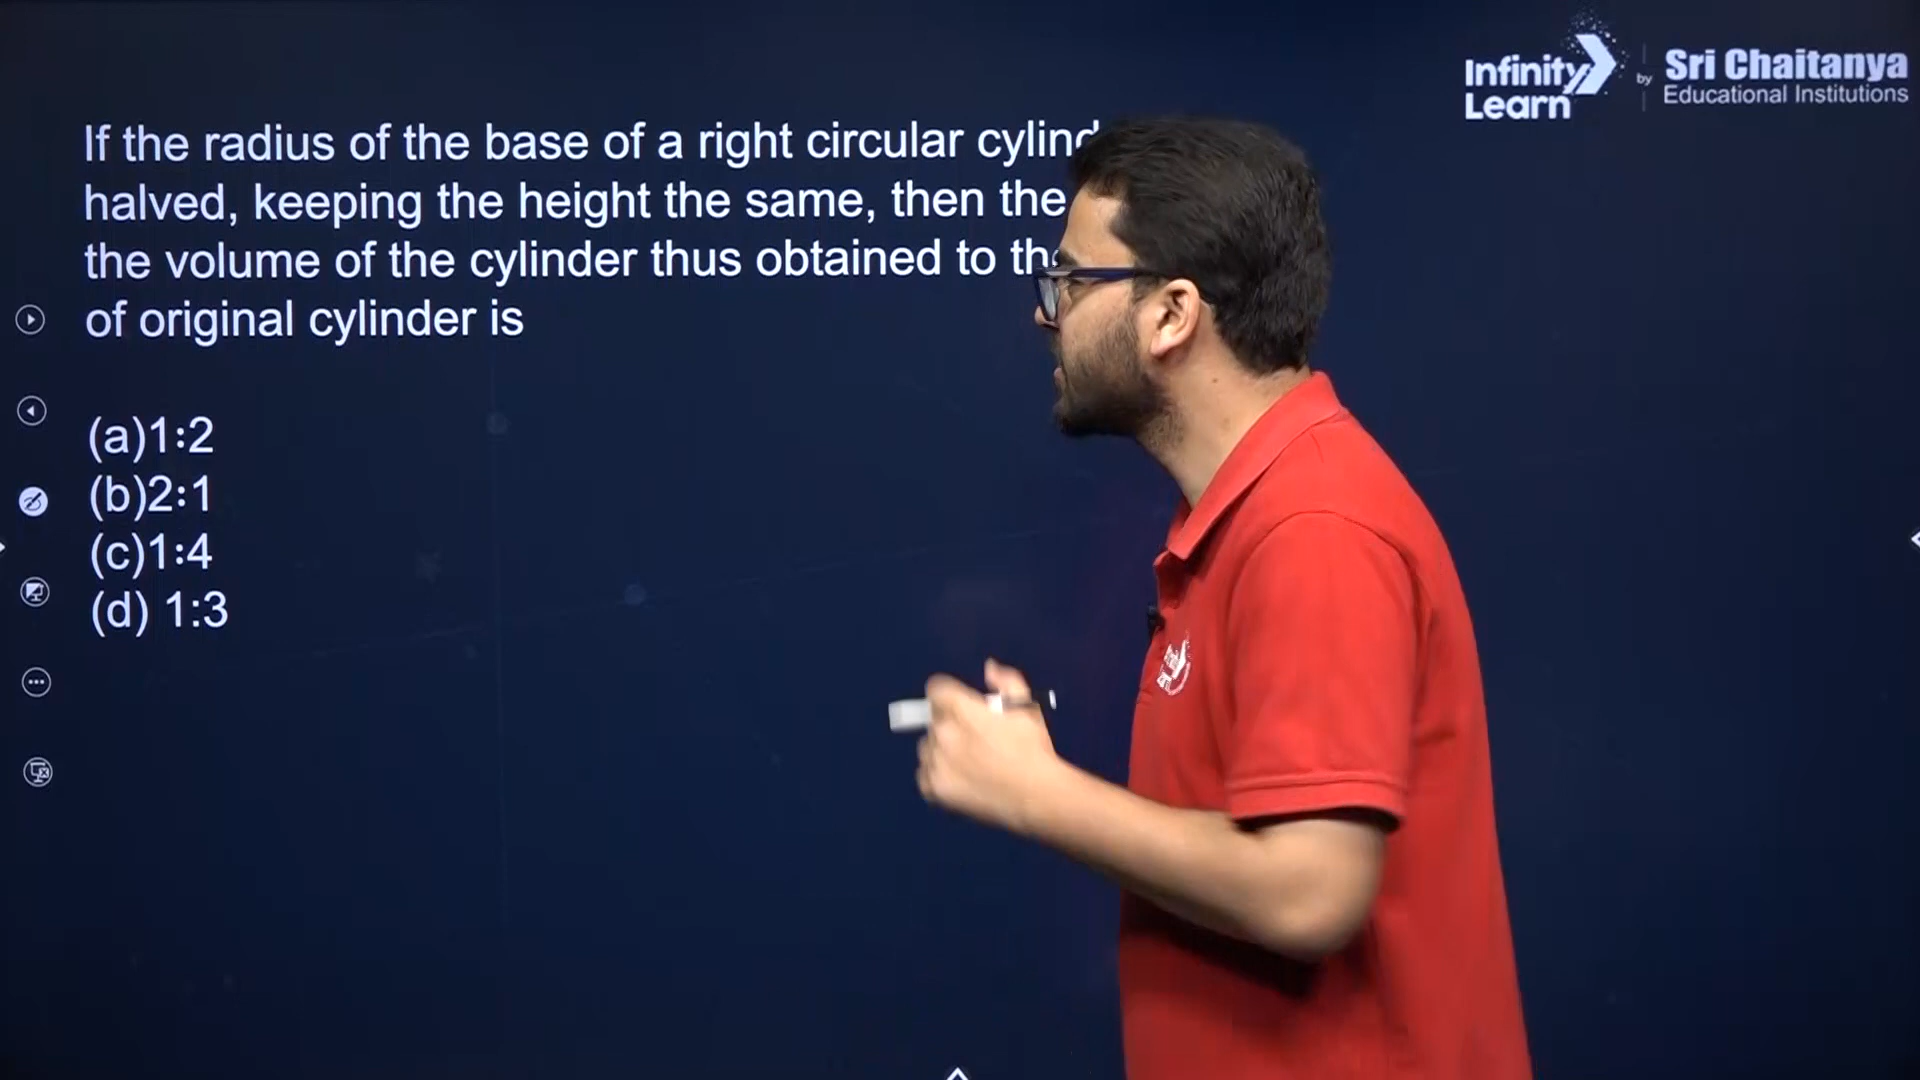 Infinity Learn by Sri Chaitanya Educational Institutions
If the radius of the base of a right circular
halved, keeping the height the same, then the
the volume of the cylinder thus obtained to
of original cylinder is
(a)1:2
(b)2:1
(c)1:4
(d) 1:3